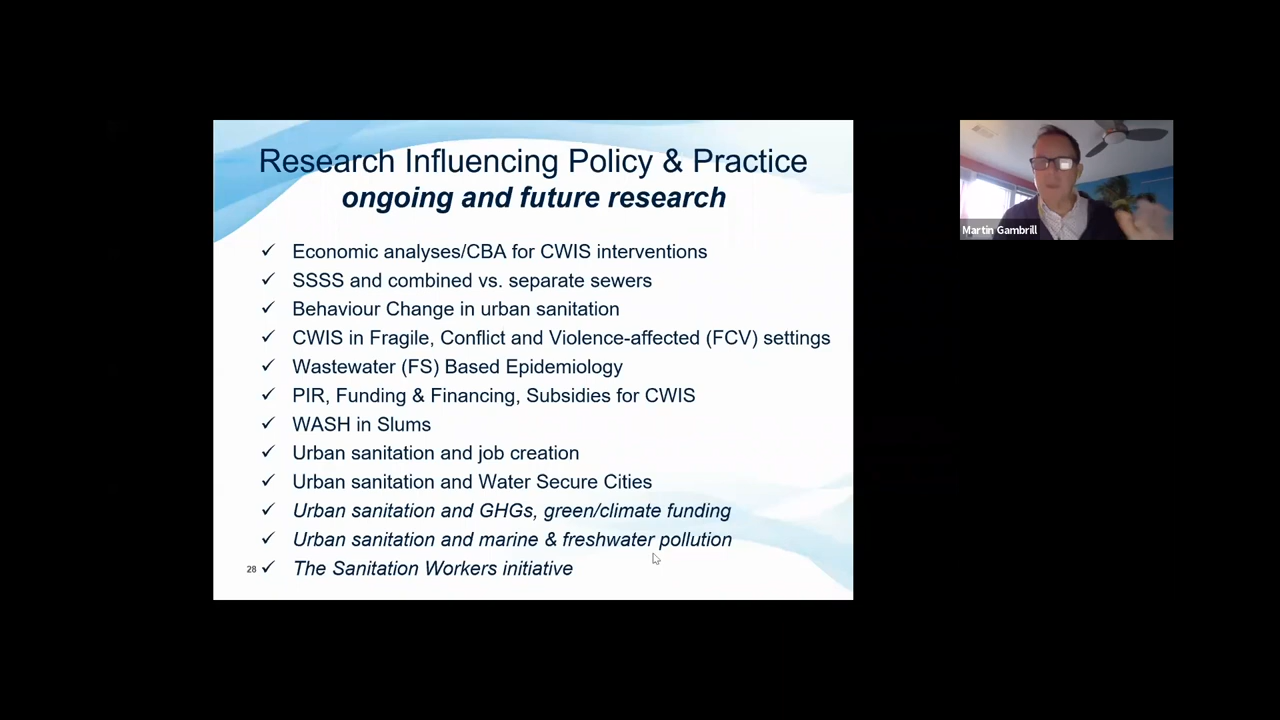 Research Influencing Policy & Practice
ongoing and future research
✓ Economic analyses/CBA for CWIS interventions
✓ SSSS and combined vs. separate sewers
✓ Behaviour Change in urban sanitation
✓ CWIS in Fragile, Conflict and Violence-affected (FCV) settings
✓ Wastewater (FS) Based Epidemiology
✓ PIR, Funding & Financing, Subsidies for CWIS
✓ WASH in Slums
✓ Urban sanitation and job creation
✓ Urban sanitation and Water Secure Cities
✓ Urban sanitation and GHGs, green/climate funding
✓ Urban sanitation and marine & freshwater pollution
28 ✓ The Sanitation Workers initiative
Martin Gambrill